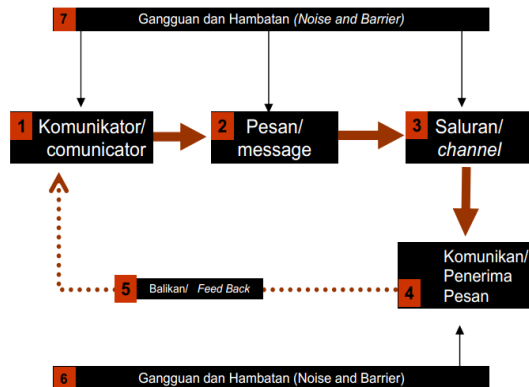 7 Gangguan dan Hambatan (Noise and Barrier)
1 Komunikator/
comunicator
2 Pesan/
message
3 Saluran/
channel
4 Komunikan/
Penerima
Pesan
5 Balikan/ Feed Back
6 Gangguan dan Hambatan (Noise and Barrier)